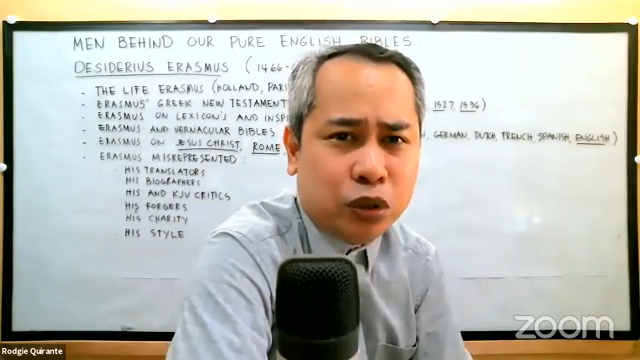 MEN BEHIND OUR PURE ENGLISH BIBLES
DESIDERIUS ERASMUS (1466-
- THE LIFE ERASMUS (HOLLAND, PARI
- ERASMUS' GREEK NEW TESTAMENT 1527, 1536)
- ERASMUS ON LEXICON'S AND INSPI
- ERASMUS AND VERNACULAR BIBLES GERMAN, DUTCH, FRENCH, SPANISH, ENGLISH)
- ERASMUS ON JESUS CHRIST, ROME
- ERASMUS MISREPRESENTED:
HIS TRANSLATORS
HIS BIOGRAPHERS
HIS AND KJV CRITICS
HIS FORGERS
HIS CHARITY
HIS STYLE
zoom
Rodgie Quirante